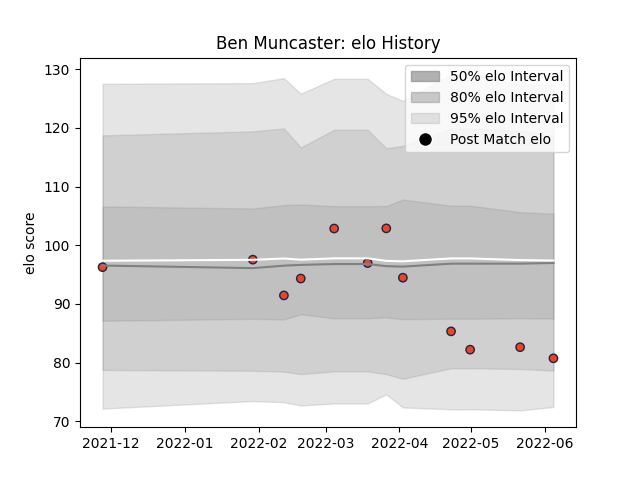 Ben Muncaster: elo History
130
120
110
100
90
80
70
elo score
50% elo Interval
80% elo Interval
95% elo Interval
Post Match elo
2021-12
2022-01
2022-02
2022-03
2022-04
2022-05
2022-06